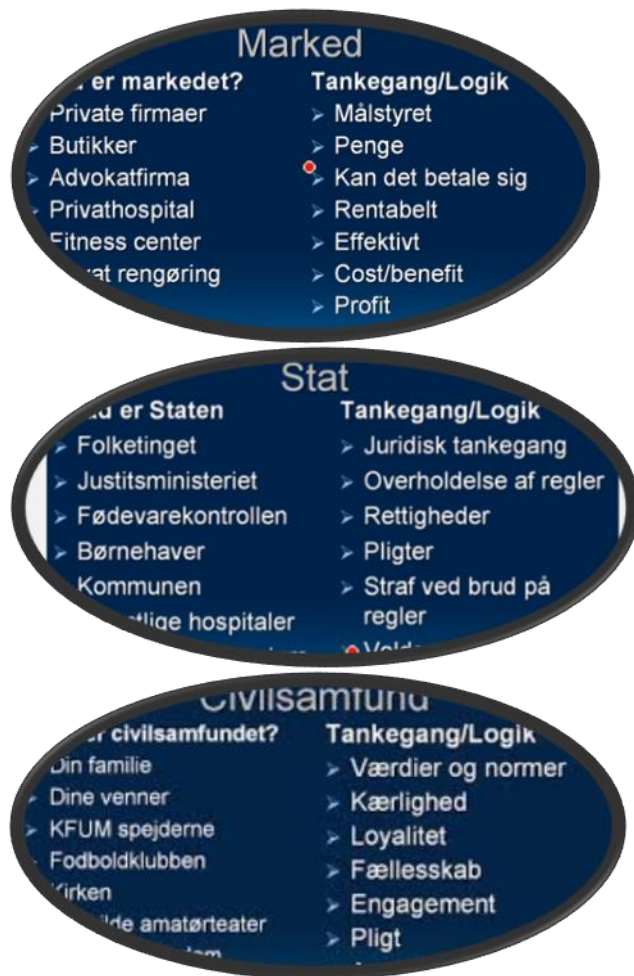 Marked
er markedet?
Private firmaer
Butikker
Advokatfirma
Privathospital
Fitness center
rengøring
Tankegang/Logik
Målstyret
Penge
Kan det betale sig
Rentabelt
Effektivt
Cost/benefit
Profit
Stat
er Staten
Folketinget
Justitsministeriet
Fødevarekontrollen
Børnehaver
Kommunen
hospitaler
Tankegang/Logik
Juridisk tankegang
Overholdelse af regler
Rettigheder
Pligter
Straf ved brud på
regler
Civilsamfund
civilsamfundet?
Din familie
Dine venner
KFUM spejderne
Fodboldklubben
Kirken
amatørteater
Tankegang/Logik
Værdier og normer
Kærlighed
Loyalitet
Fællesskab
Engagement
Pligt